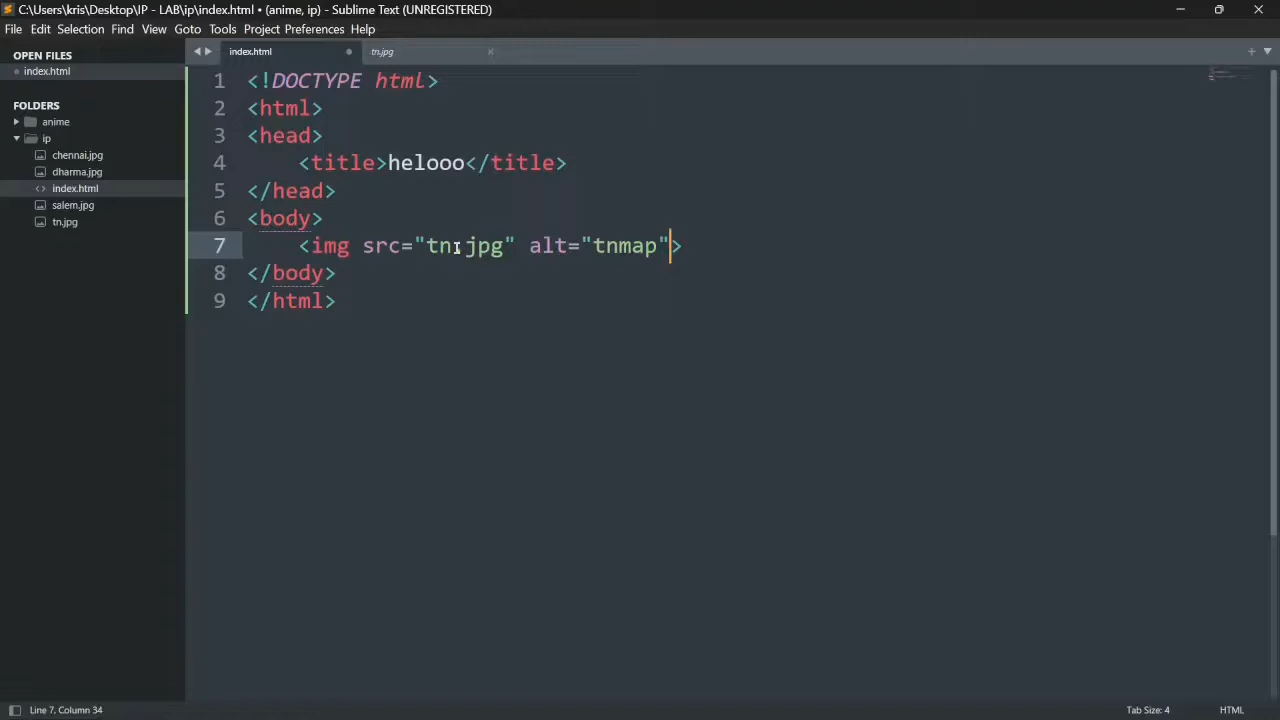 C:\Users\kris\Desktop\IP - LAB\ip\index.html • (anime, ip) - Sublime Text (UNREGISTERED)
File Edit Selection Find View Goto Tools Project Preferences Help
OPEN FILES
index.html
FOLDERS
anime
ip
chennai.jpg
dharma.jpg
index.html
salem.jpg
tn.jpg
index.html tn.jpg
1 <!DOCTYPE html>
2 <html>
3 <head>
4 <title>helooo</title>
5 </head>
6 <body>
7 <img src="tn.jpg" alt="tnmap">
8 </body>
9 </html>
Line 7, Column 34 Tab Size: 4 HTML